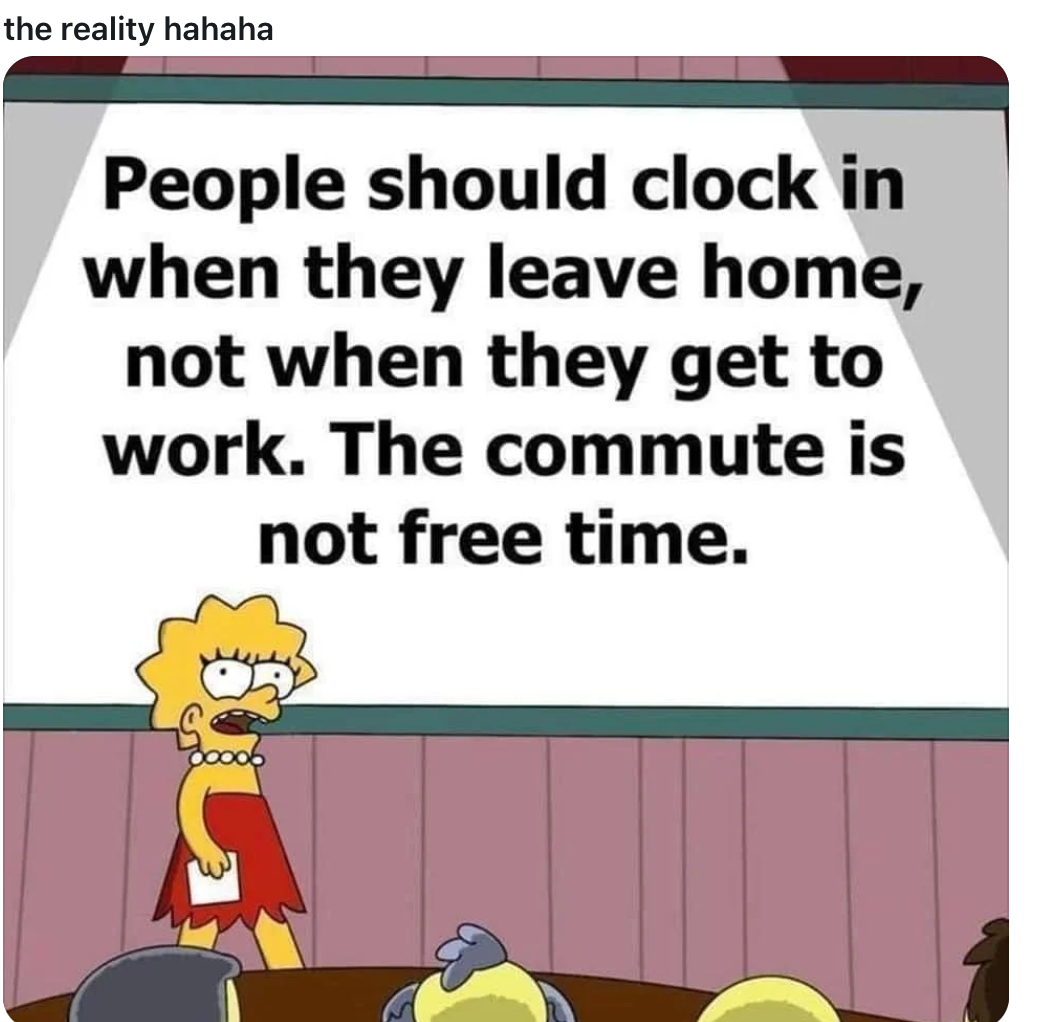 the reality hahaha
People should clock in
when they leave home,
not when they get to
work. The commute is
not free time.